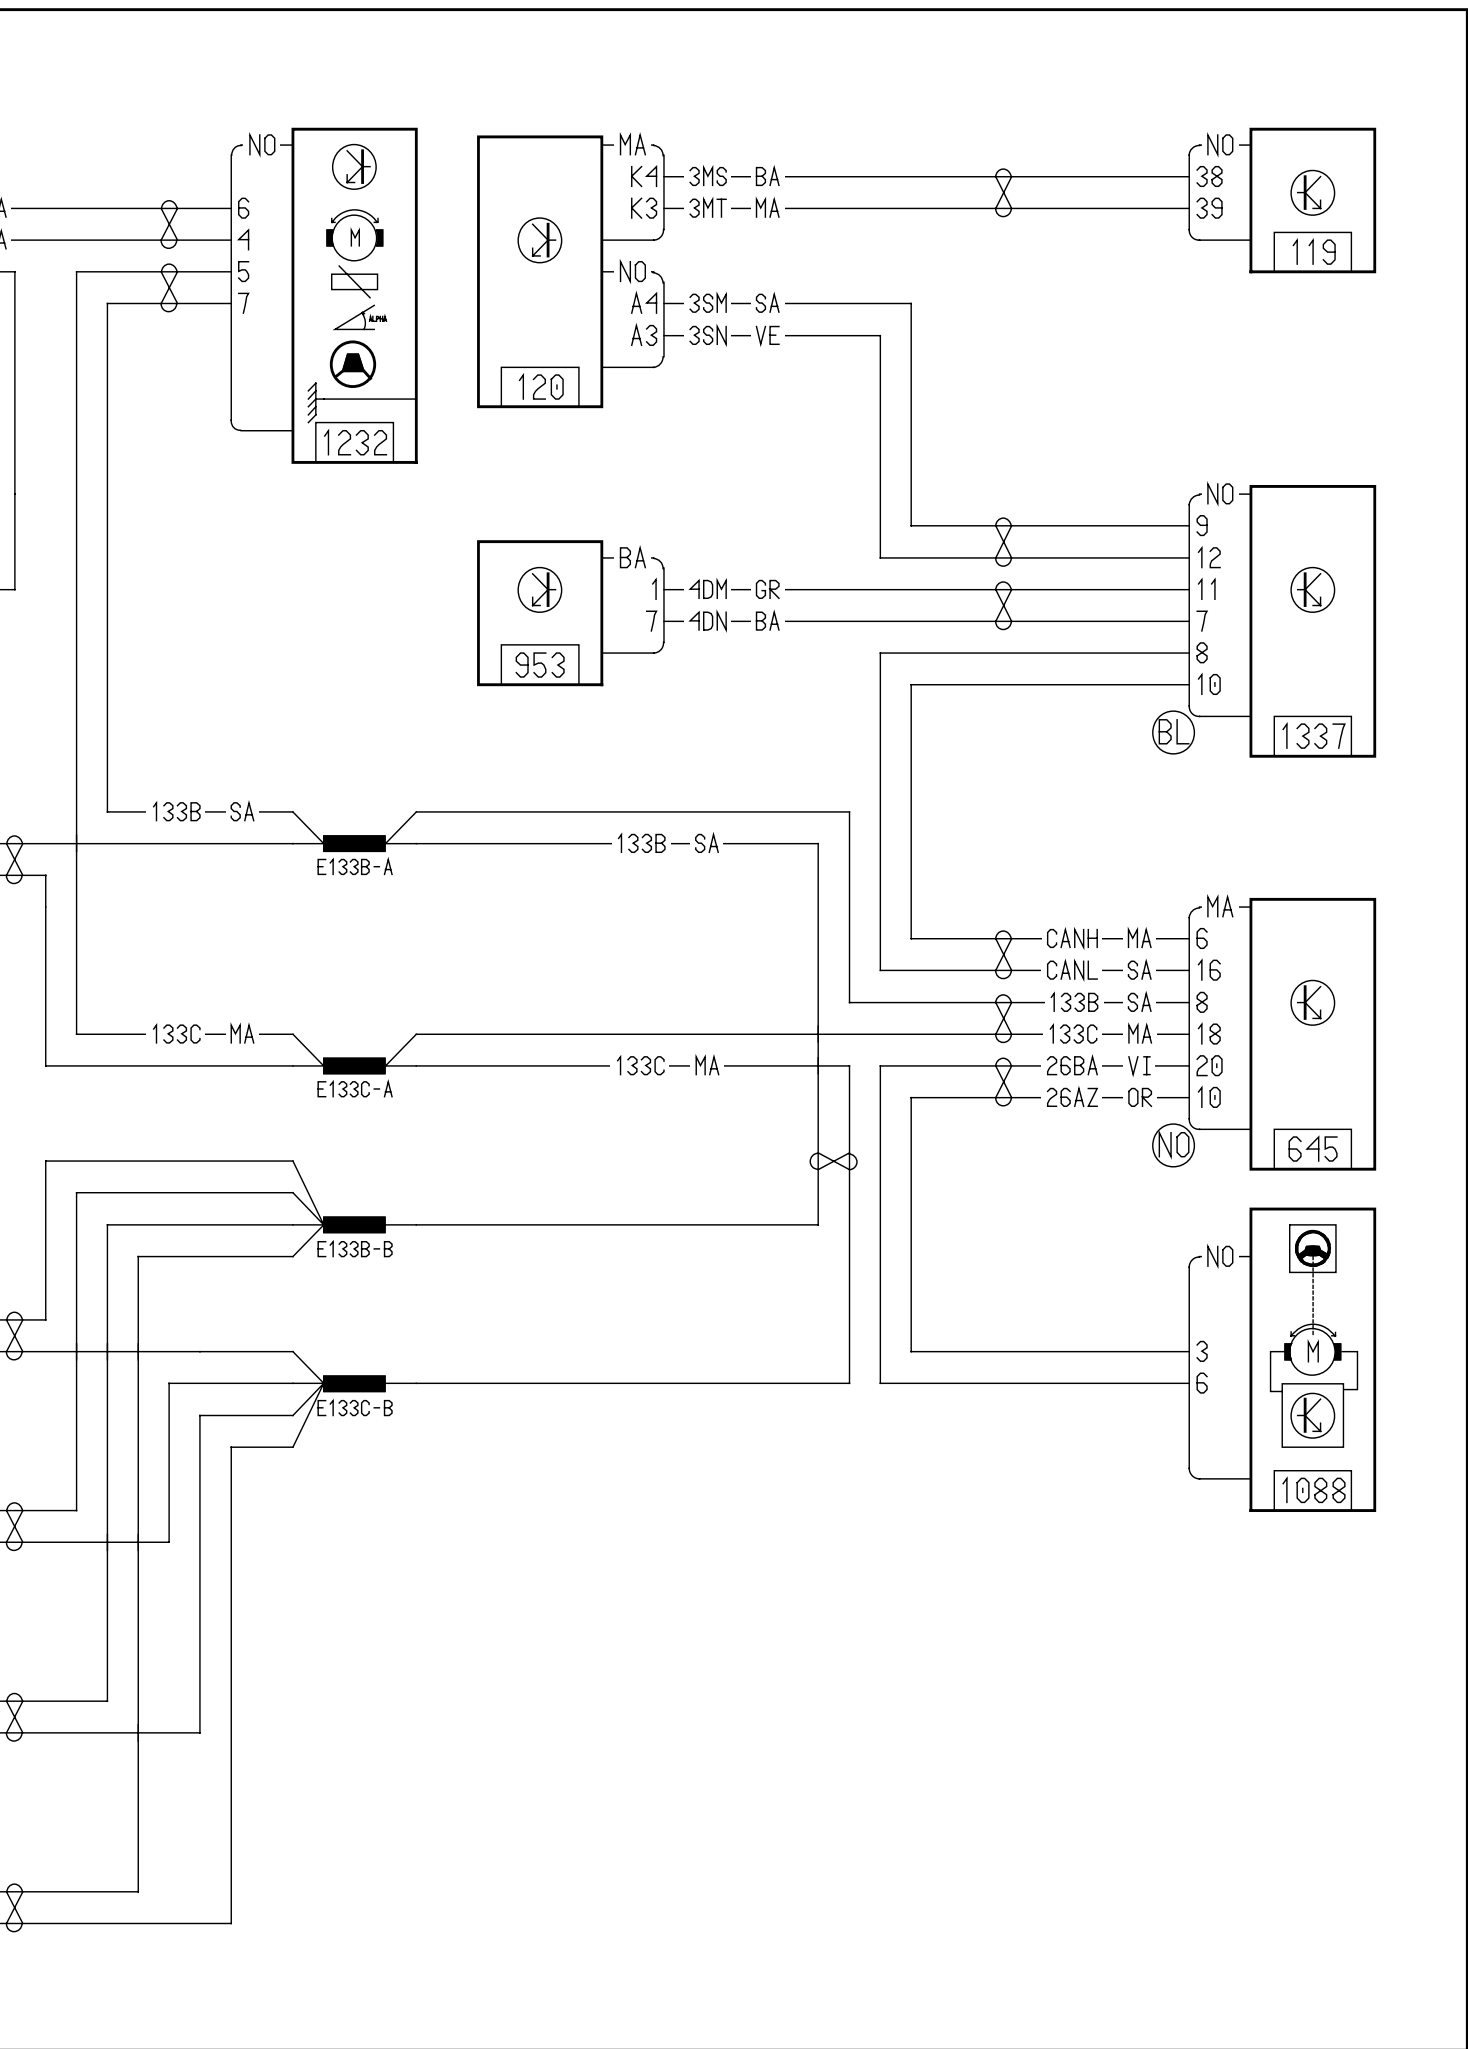 NO
6
4
5
7
M
ALPHA
1232
MA
K4 3MS BA
K3 3MT MA
NO
A4 3SM SA
A3 3SN VE
120
NO
38
39
119
BA
1 4DM GR
7 4DN BA
953
NO
9
12
11
7
8
10
BL
1337
133B SA
E133B-A
133B SA
133C MA
E133C-A
133C MA
MA
CANH MA 6
CANL SA 16
133B SA 8
133C MA 18
26BA VI 20
26AZ OR 10
NO
645
E133B-B
E133C-B
NO
3
6
M
1088